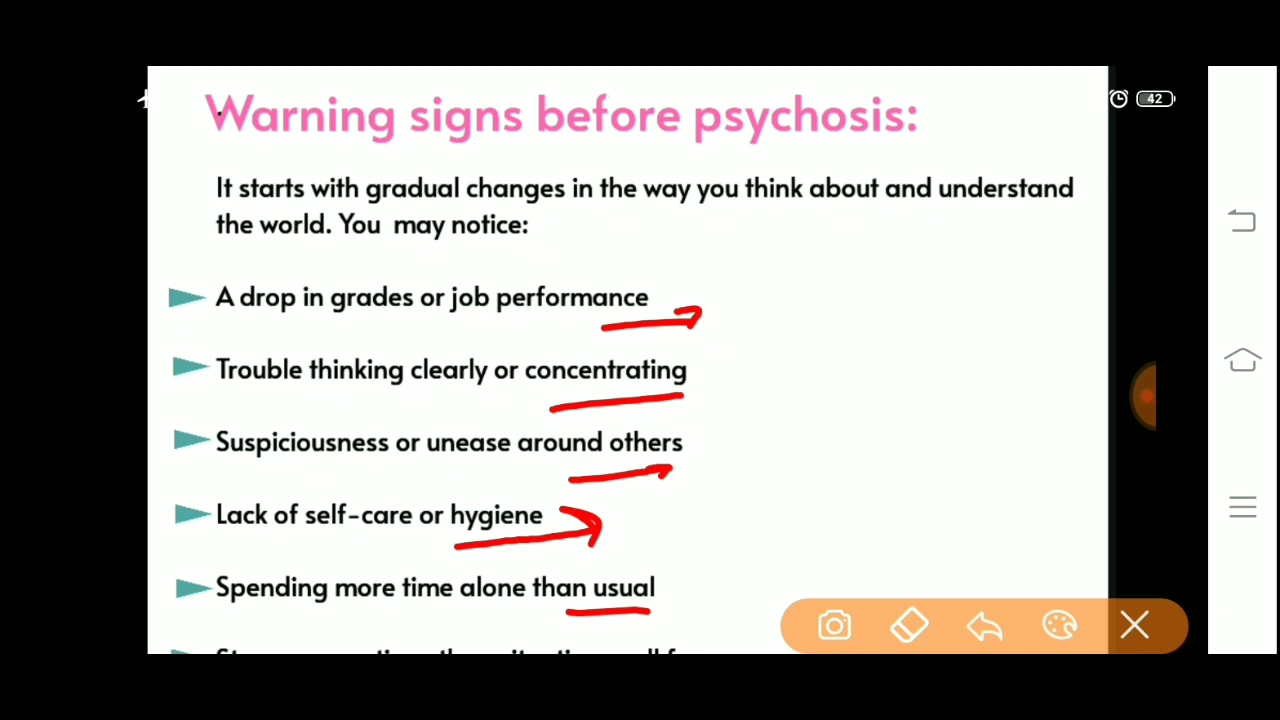 Warning signs before psychosis:
42
It starts with gradual changes in the way you think about and understand
the world. You may notice:
A drop in grades or job performance
Trouble thinking clearly or concentrating
Suspiciousness or unease around others
Lack of self-care or hygiene
Spending more time alone than usual